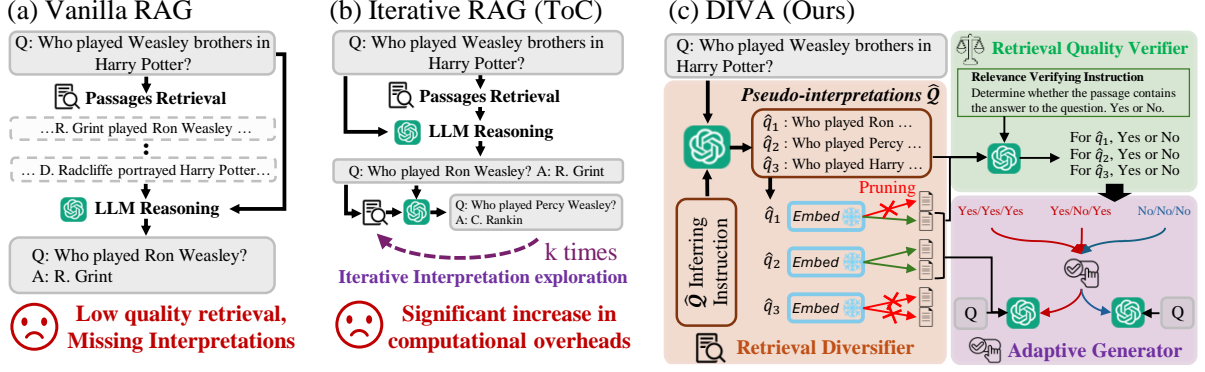 (a) Vanilla RAG
Q: Who played Weasley brothers in
Harry Potter?
Passages Retrieval
…R. Grint played Ron Weasley …
… D. Radcliffe portrayed Harry Potter…
LLM Reasoning
Q: Who played Ron Weasley?
A: R. Grint
Low quality retrieval,
Missing Interpretations
(b) Iterative RAG (ToC)
Q: Who played Weasley brothers in
Harry Potter?
Passages Retrieval
LLM Reasoning
Q: Who played Ron Weasley? A: R. Grint
Q: Who played Percy Weasley?
A: C. Rankin
k times
Iterative Interpretation exploration
Significant increase in
computational overheads
(c) DIVA (Ours)
Q: Who played Weasley brothers in
Harry Potter?
Pseudo-interpretations Q̂
q̂₁ : Who played Ron …
q̂₂ : Who played Percy …
q̂₃ : Who played Harry …
Q̂ Inferring
Instruction
Pruning
q̂₁ Embed
q̂₂ Embed
q̂₃ Embed
Retrieval Diversifier
Retrieval Quality Verifier
Relevance Verifying Instruction
Determine whether the passage contains
the answer to the question. Yes or No.
For q̂₁, Yes or No
For q̂₂, Yes or No
For q̂₃, Yes or No
Yes/Yes/Yes
Yes/No/Yes
No/No/No
Q
Q
Adaptive Generator